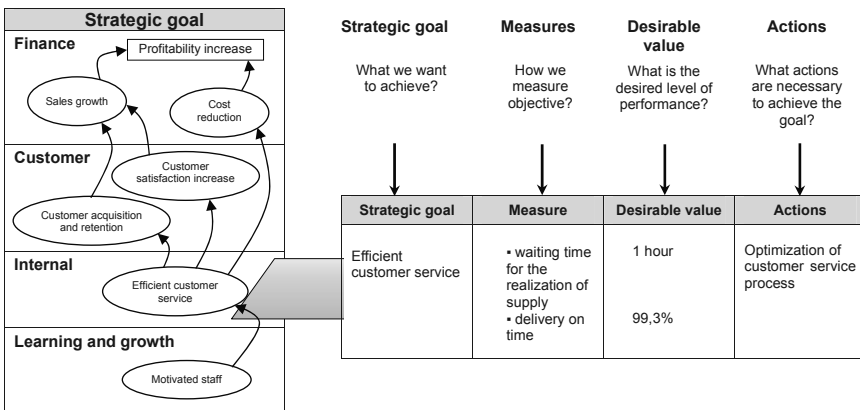 Strategic goal
Finance
Profitability increase
Sales growth
Cost
reduction
Customer
Customer
satisfaction increase
Customer acquisition
and retention
Internal
Efficient customer
service
Learning and growth
Motivated staff
Strategic goal
What we want
to achieve?
Measures
How we
measure
objective?
Desirable
value
What is the
desired level of
performance?
Actions
What actions
are necessary
to achieve the
goal?
Strategic goal
Measure
Desirable value
Actions
Efficient
customer service
▪ waiting time
for the
realization of
supply
▪ delivery on
time
1 hour
99,3%
Optimization of
customer service
process